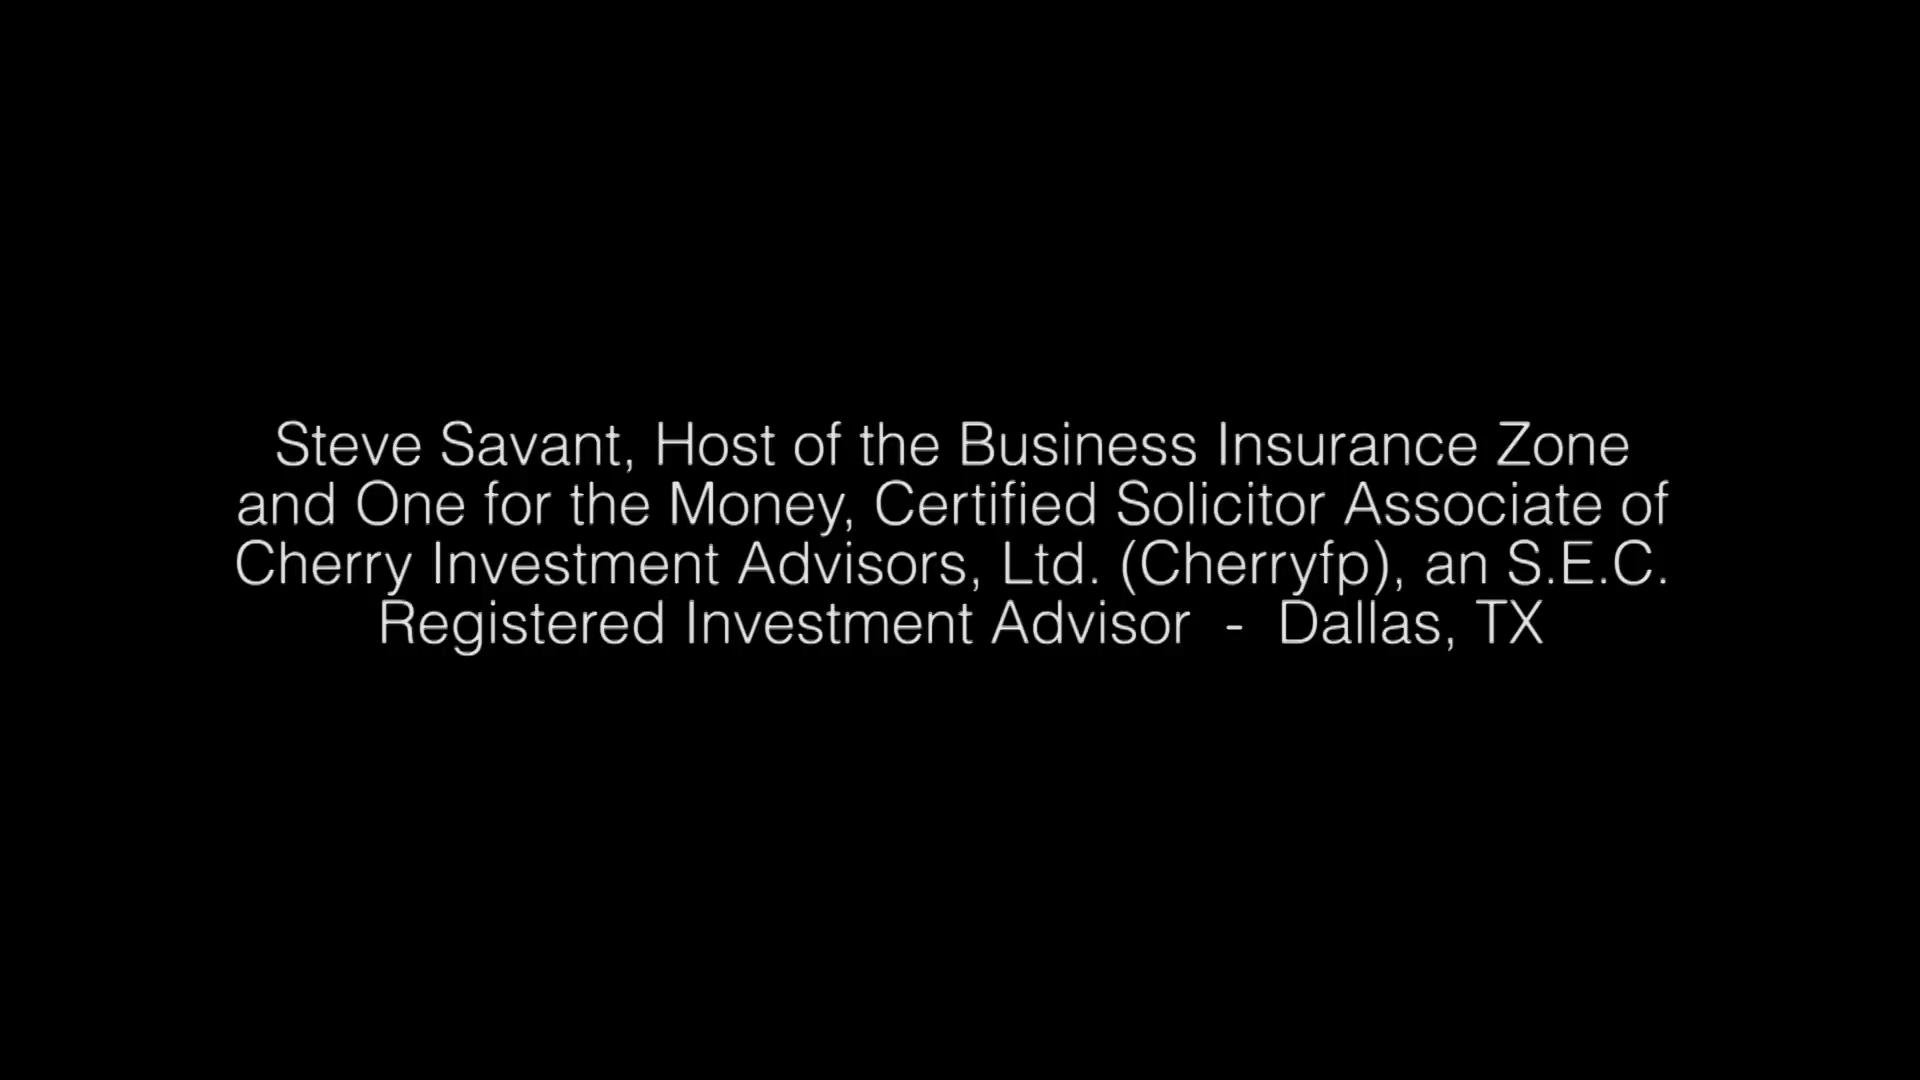 Steve Savant, Host of the Business Insurance Zone
and One for the Money, Certified Solicitor Associate of
Cherry Investment Advisors, Ltd. (Cherryfp), an S.E.C.
Registered Investment Advisor  -  Dallas, TX